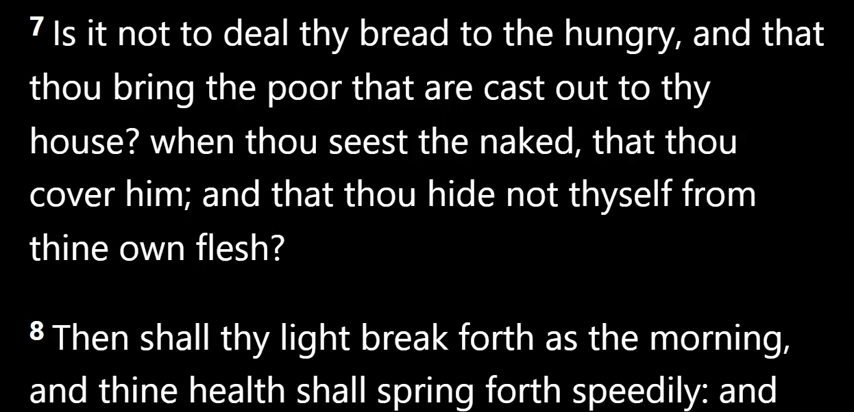 7 Is it not to deal thy bread to the hungry, and that
thou bring the poor that are cast out to thy
house? when thou seest the naked, that thou
cover him; and that thou hide not thyself from
thine own flesh?
8 Then shall thy light break forth as the morning,
and thine health shall spring forth speedily: and